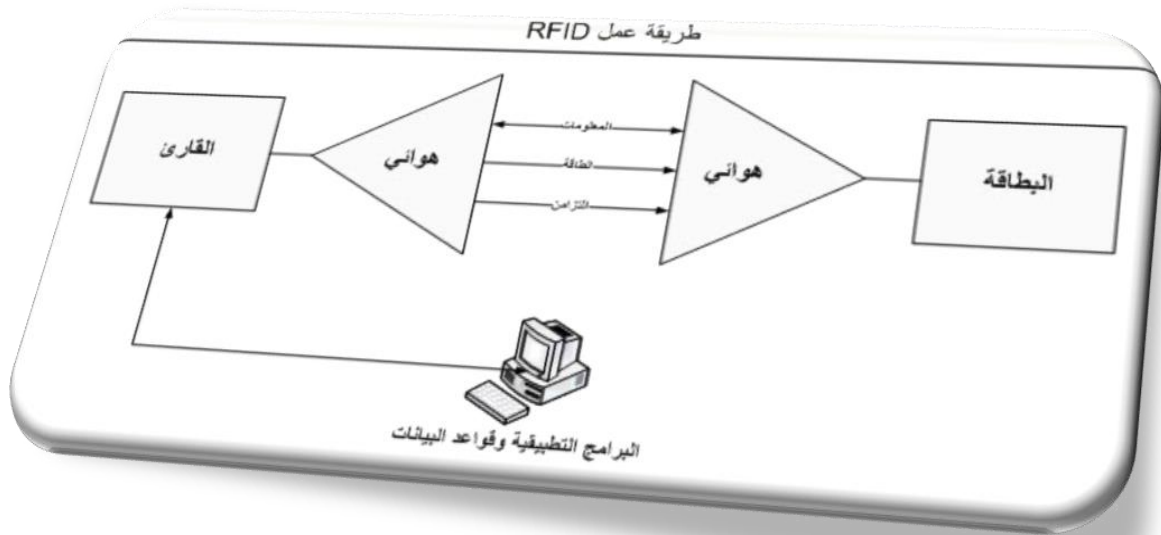 طريقة عمل RFID
القارئ
هوائي
المعلومات
الطاقة
التزامن
هوائي
البطاقة
البرامج التطبيقية وقواعد البيانات